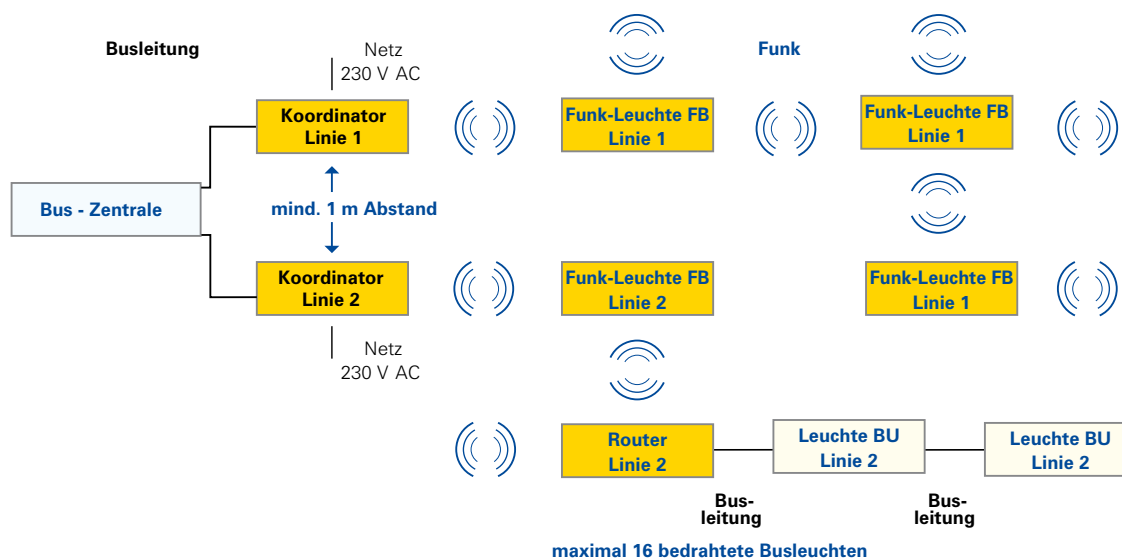 Busleitung
Netz
230 V AC
Funk
Koordinator
Linie 1
Funk-Leuchte FB
Linie 1
Funk-Leuchte FB
Linie 1
Bus - Zentrale
mind. 1 m Abstand
Koordinator
Linie 2
Funk-Leuchte FB
Linie 2
Funk-Leuchte FB
Linie 1
Netz
230 V AC
Router
Linie 2
Leuchte BU
Linie 2
Leuchte BU
Linie 2
Bus-
leitung
Bus-
leitung
maximal 16 bedrahtete Busleuchten